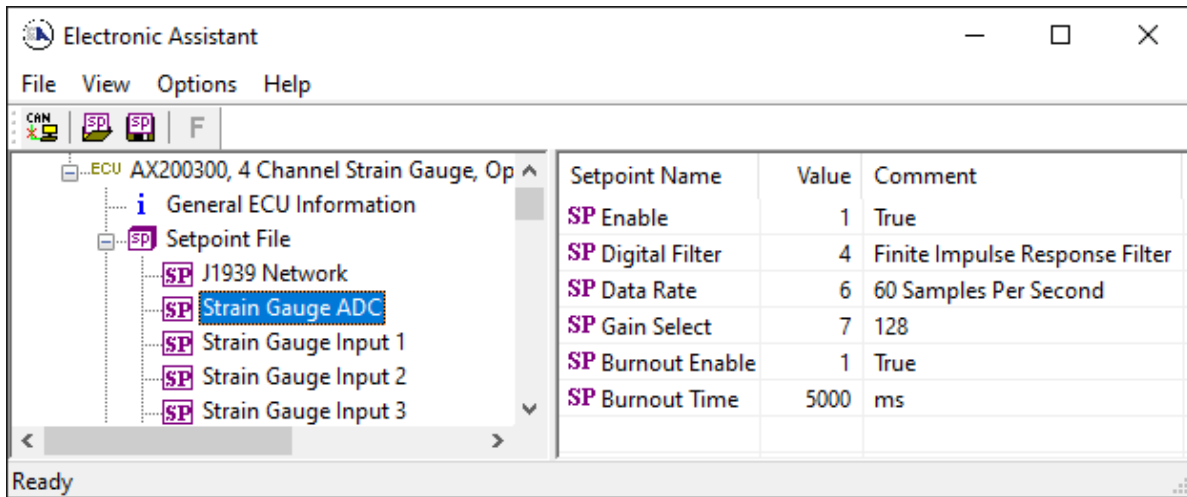 Electronic Assistant
File View Options Help
CAN SP SP F
ECU AX200300, 4 Channel Strain Gauge, Op
i General ECU Information
SP Setpoint File
SP J1939 Network
SP Strain Gauge ADC
SP Strain Gauge Input 1
SP Strain Gauge Input 2
SP Strain Gauge Input 3
Setpoint Name Value Comment
SP Enable 1 True
SP Digital Filter 4 Finite Impulse Response Filter
SP Data Rate 6 60 Samples Per Second
SP Gain Select 7 128
SP Burnout Enable 1 True
SP Burnout Time 5000 ms
Ready